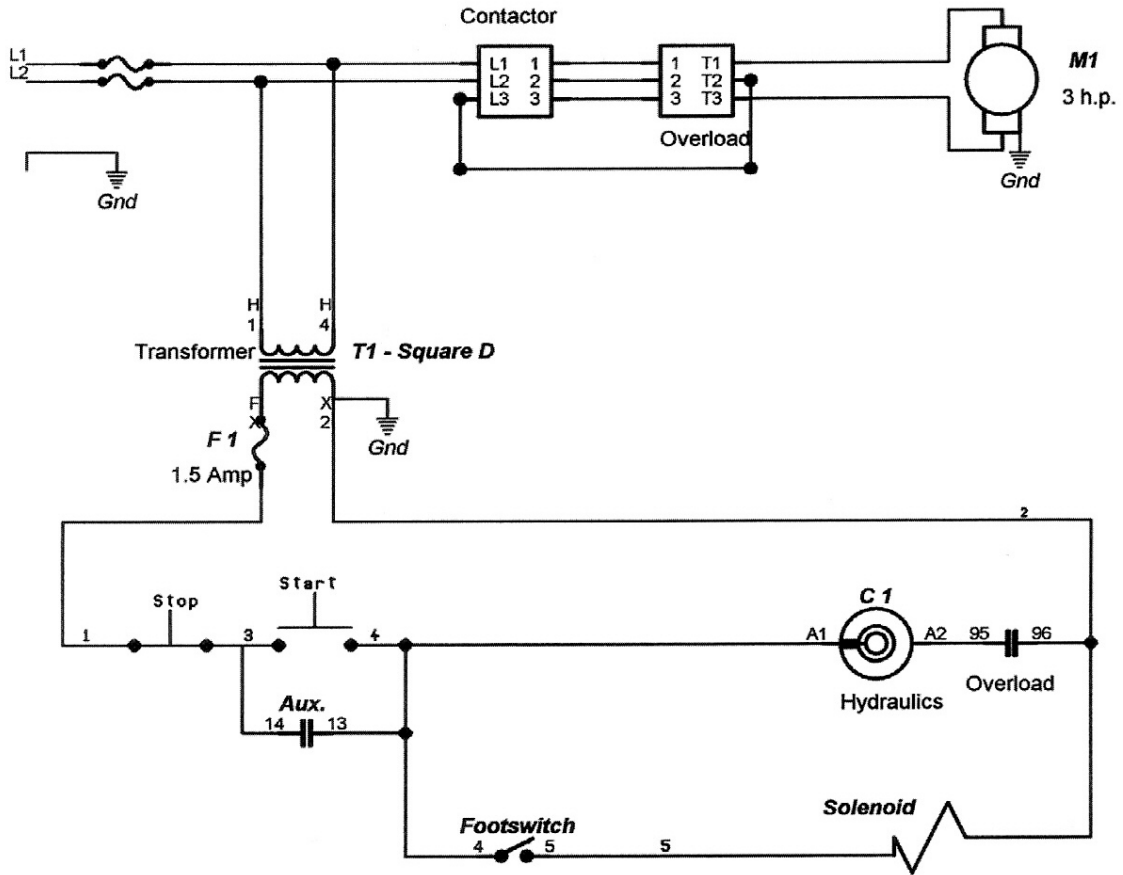 Contactor
L1
L2
L1 1
L2 2
L3 3
1 T1
2 T2
3 T3
M1
3 h.p.
Overload
Gnd
Gnd
H H
1 4
Transformer
T1 - Square D
F X
X 2
F 1
Gnd
1.5 Amp
2
Start
Stop
C 1
1
3
4
A1
A2
95
96
Hydraulics
Overload
Aux.
14
13
Solenoid
Footswitch
4
5
5